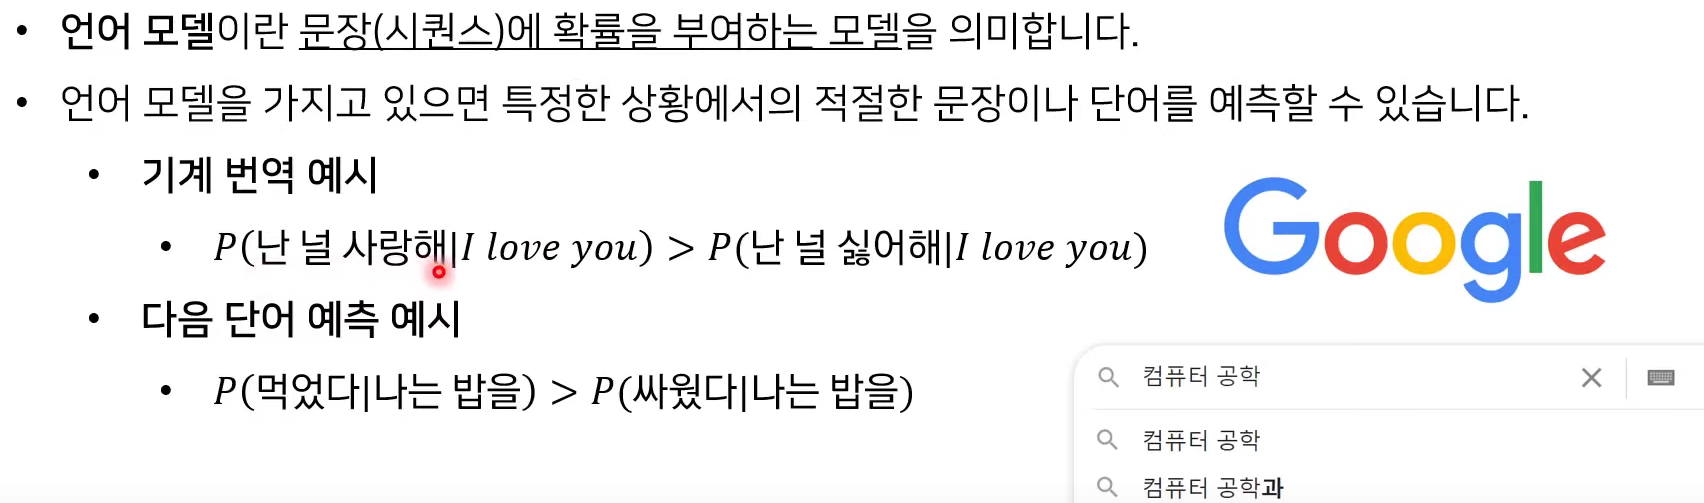 • 언어 모델이란 문장(시퀀스)에 확률을 부여하는 모델을 의미합니다.
• 언어 모델을 가지고 있으면 특정한 상황에서의 적절한 문장이나 단어를 예측할 수 있습니다.
• 기계 번역 예시
• P(난 널 사랑해|I love you) > P(난 널 싫어해|I love you)
Google
• 다음 단어 예측 예시
• P(먹었다|나는 밥을) > P(싸웠다|나는 밥을)
컴퓨터 공학
컴퓨터 공학
컴퓨터 공학과